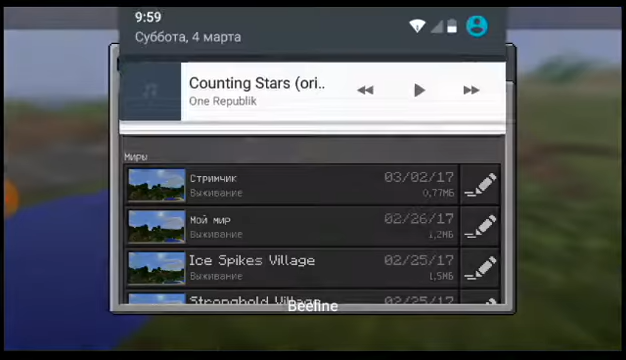 9:59
Суббота, 4 марта
Counting Stars (ori..
One Republik
Миры
Стримчик
03/02/17
Выживание
0,77МБ
Мой мир
02/26/17
Выживание
1,2МБ
Ice Spikes Village
02/25/17
Выживание
1,5МБ
Stronghold Village
02/25/17
Beeline